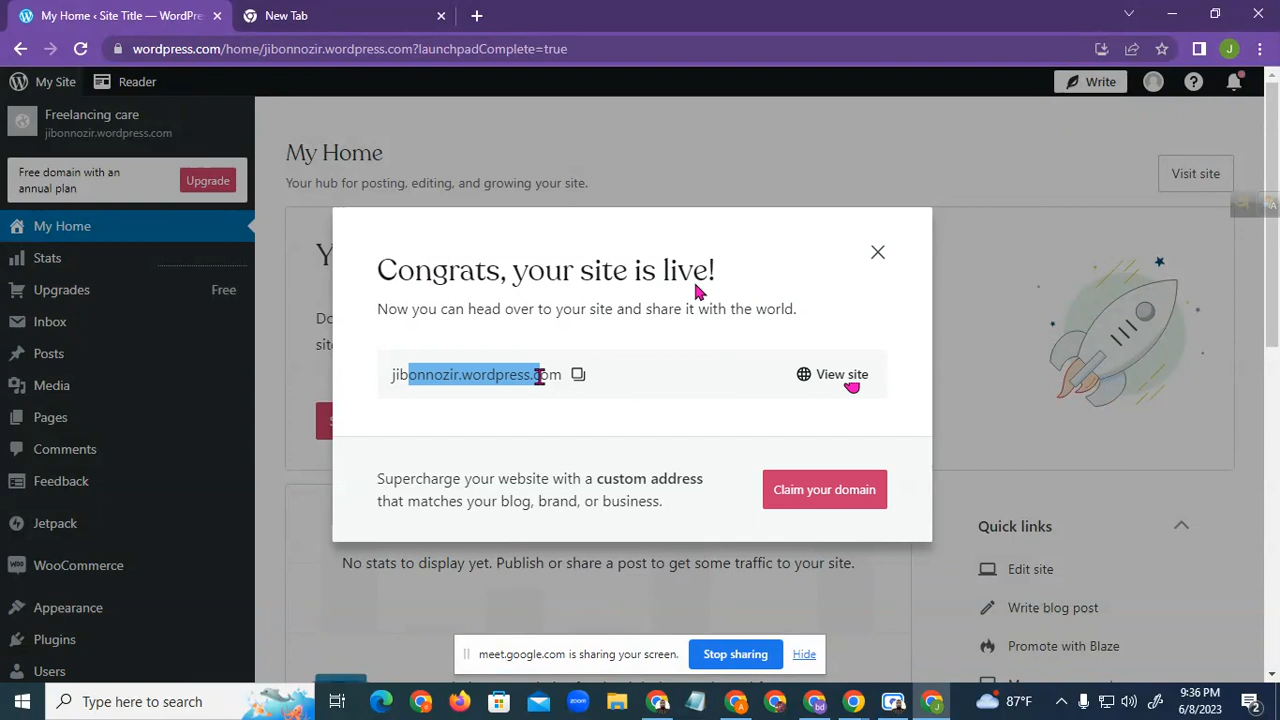 My Home ‹ Site Title — WordPre
New Tab
wordpress.com/home/jibonnozir.wordpress.com?launchpadComplete=true
J
My Site
Reader
Write
Freelancing care
jibonnozir.wordpress.com
Free domain with an
annual plan
Upgrade
My Home
Stats
Upgrades
Free
Inbox
Posts
Media
Pages
Comments
Feedback
Jetpack
WooCommerce
Appearance
Plugins
Users
My Home
Your hub for posting, editing, and growing your site.
Visit site
Congrats, your site is live!
Now you can head over to your site and share it with the world.
jibonnozir.wordpress.com
View site
Supercharge your website with a custom address
that matches your blog, brand, or business.
Claim your domain
No stats to display yet. Publish or share a post to get some traffic to your site.
Quick links
Edit site
Write blog post
Promote with Blaze
meet.google.com is sharing your screen.
Stop sharing
Hide
Type here to search
zoom
87°F
9:36 PM
6/8/2023
2